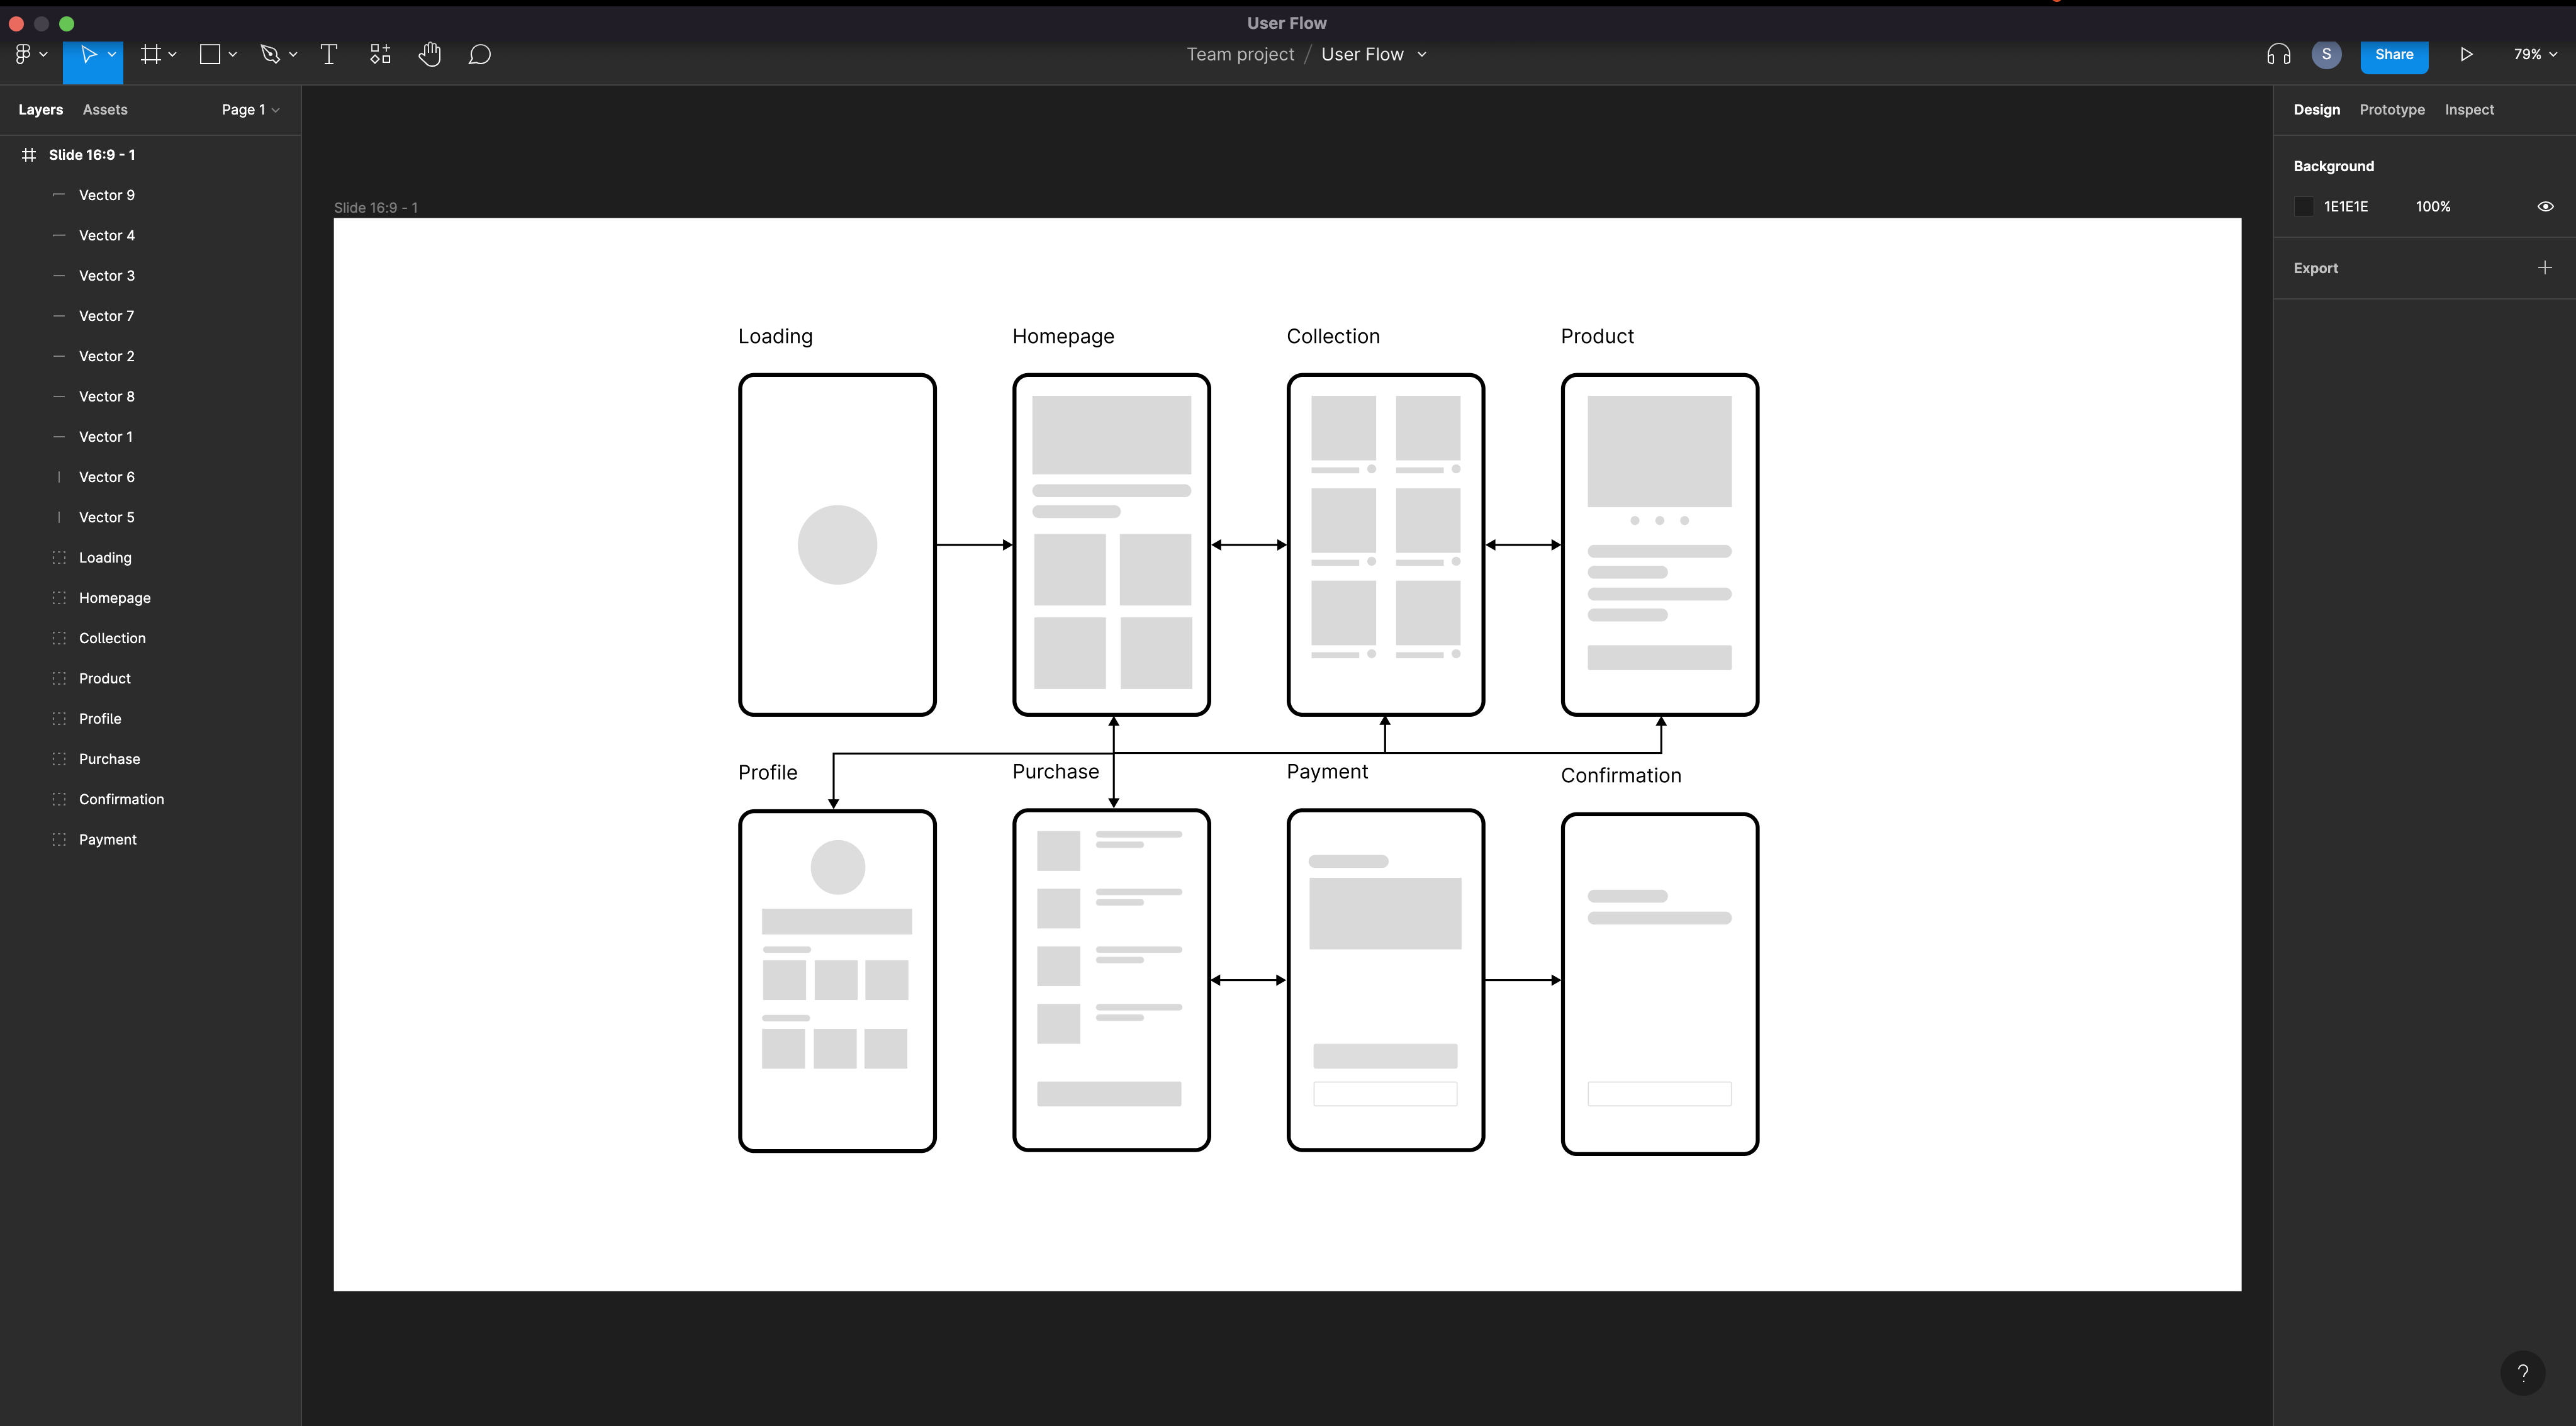 User Flow
Team project / User Flow
S
Share
79%
Layers
Assets
Page 1
Slide 16:9 - 1
Vector 9
Vector 4
Vector 3
Vector 7
Vector 2
Vector 8
Vector 1
Vector 6
Vector 5
Loading
Homepage
Collection
Product
Profile
Purchase
Confirmation
Payment
Slide 16:9 - 1
Loading
Homepage
Collection
Product
Profile
Purchase
Payment
Confirmation
Design
Prototype
Inspect
Background
1E1E1E
100%
Export
?